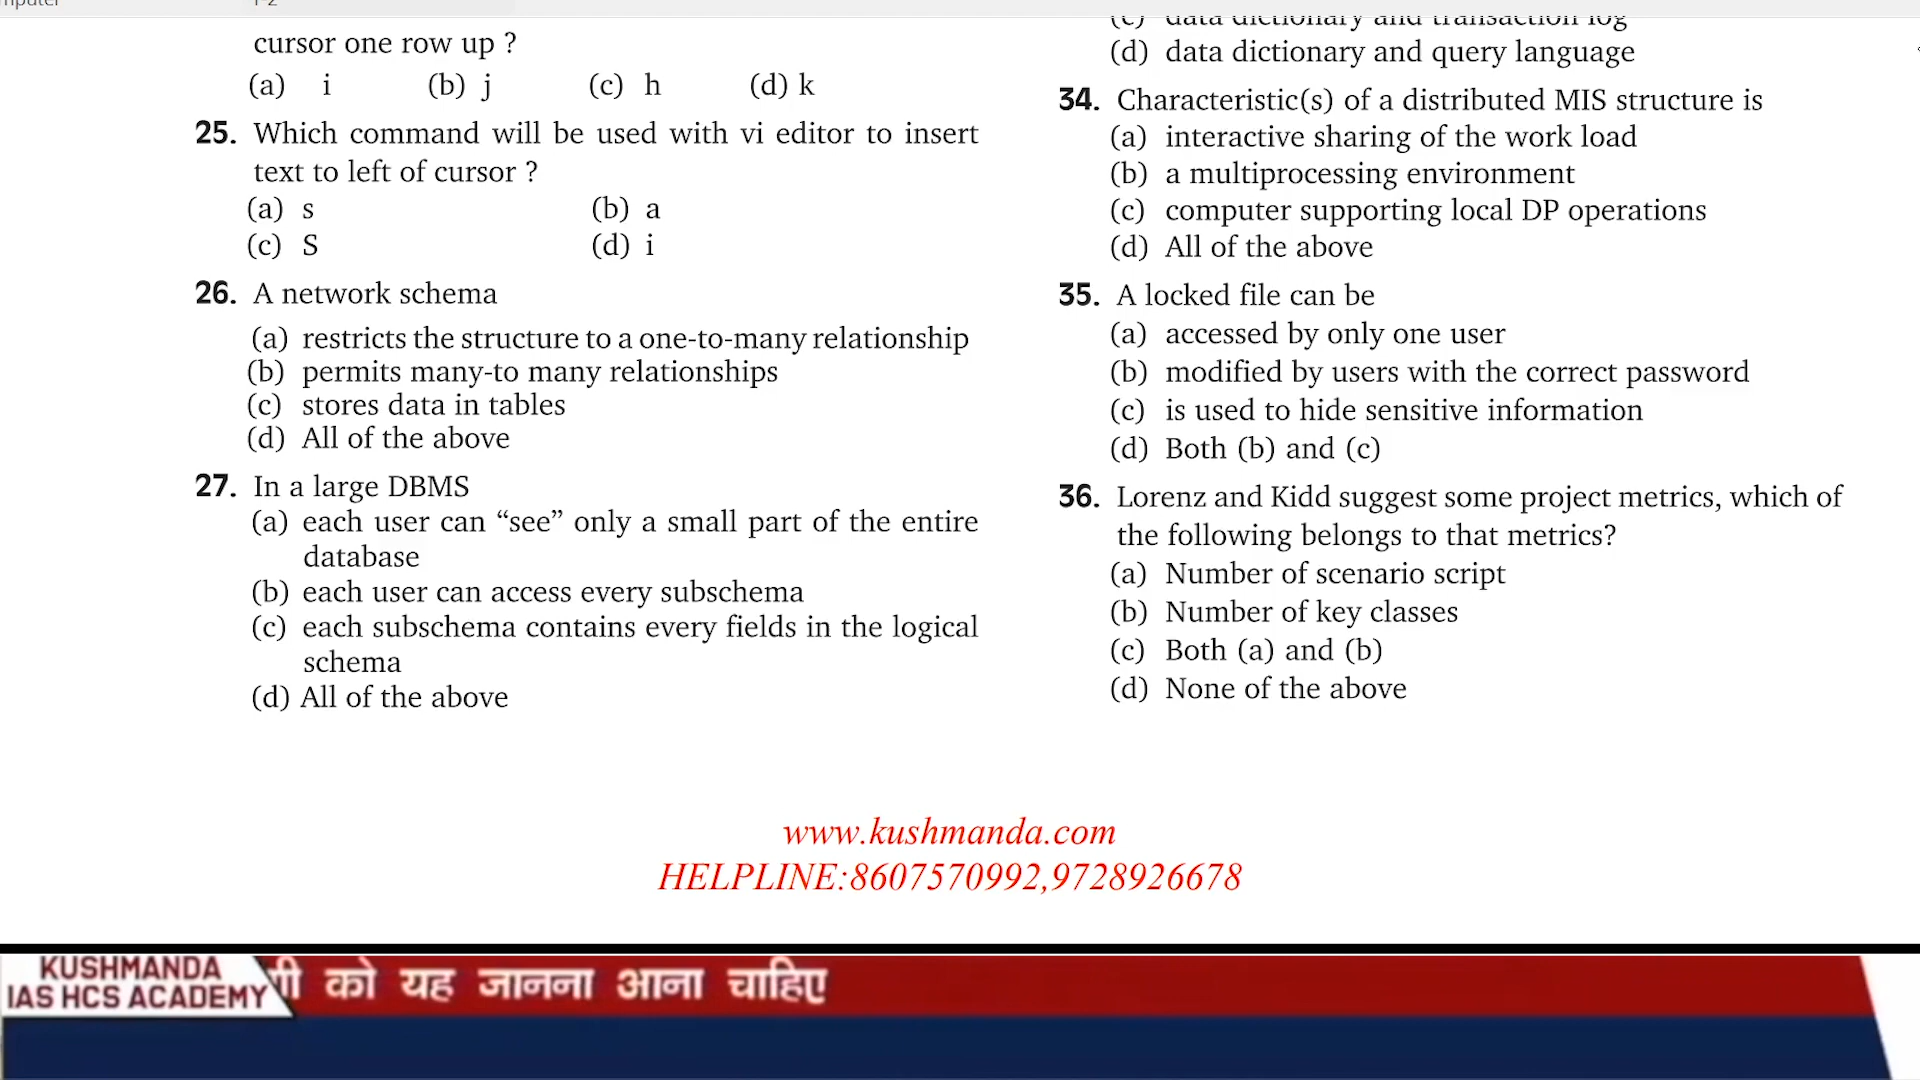 cursor one row up ?
(a) i (b) j (c) h (d) k
25. Which command will be used with vi editor to insert
text to left of cursor ?
(a) s (b) a
(c) S (d) i
26. A network schema
(a) restricts the structure to a one-to-many relationship
(b) permits many-to many relationships
(c) stores data in tables
(d) All of the above
27. In a large DBMS
(a) each user can “see” only a small part of the entire
database
(b) each user can access every subschema
(c) each subschema contains every fields in the logical
schema
(d) All of the above
(c) data dictionary and transaction log
(d) data dictionary and query language
34. Characteristic(s) of a distributed MIS structure is
(a) interactive sharing of the work load
(b) a multiprocessing environment
(c) computer supporting local DP operations
(d) All of the above
35. A locked file can be
(a) accessed by only one user
(b) modified by users with the correct password
(c) is used to hide sensitive information
(d) Both (b) and (c)
36. Lorenz and Kidd suggest some project metrics, which of
the following belongs to that metrics?
(a) Number of scenario script
(b) Number of key classes
(c) Both (a) and (b)
(d) None of the above
www.kushmanda.com
HELPLINE:8607570992,9728926678
KUSHMANDA
IAS HCS ACADEMY
को यह जानना आना चाहिए